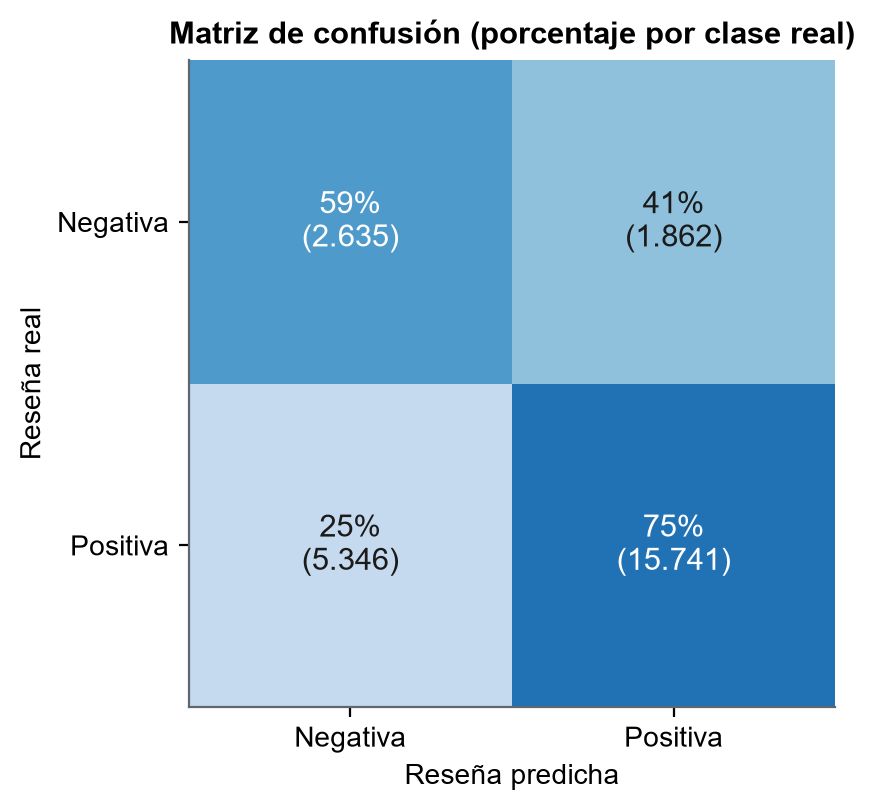 Matriz de confusión (porcentaje por clase real)
59%
(2.635)
41%
(1.862)
Negativa
Reseña real
25%
(5.346)
75%
(15.741)
Positiva
Negativa
Positiva
Reseña predicha